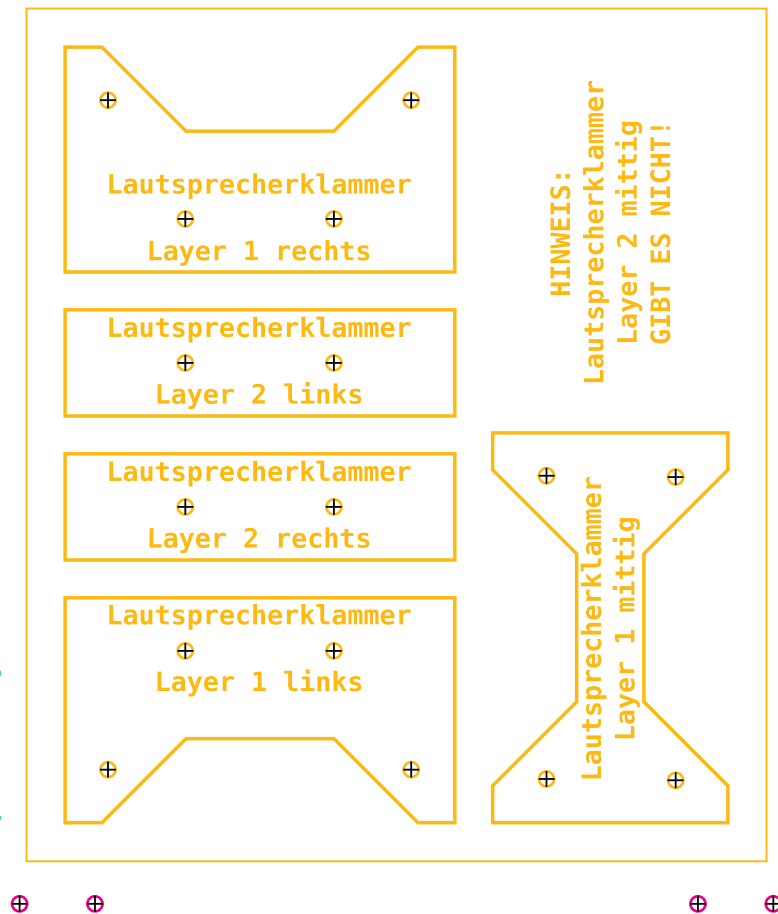 Lautsprecherklammer
Layer 1 rechts
Lautsprecherklammer
Layer 2 links
Lautsprecherklammer
Layer 2 rechts
Lautsprecherklammer
Layer 1 links
HINWEIS:
Lautsprecherklammer
Layer 2 mittig
GIBT ES NICHT!
Lautsprecherklammer
Layer 1 mittig